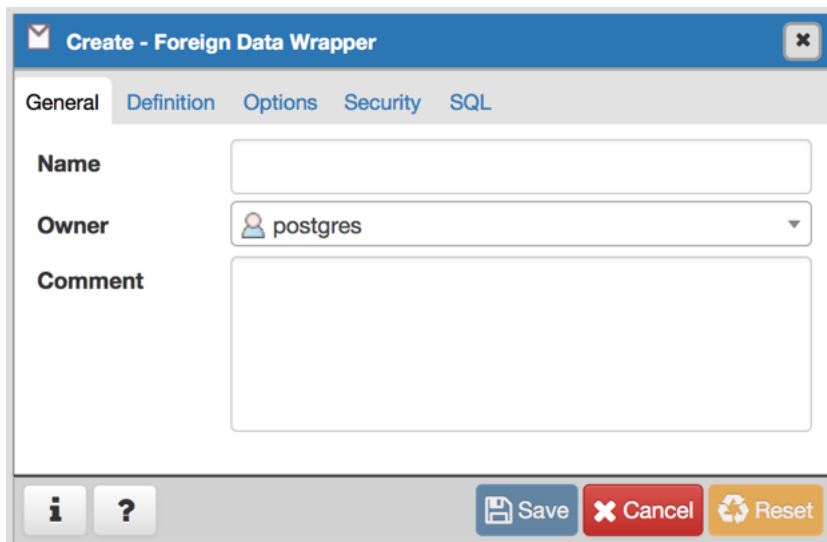 Create - Foreign Data Wrapper
General Definition Options Security SQL
Name
Owner postgres
Comment
i ? Save Cancel Reset